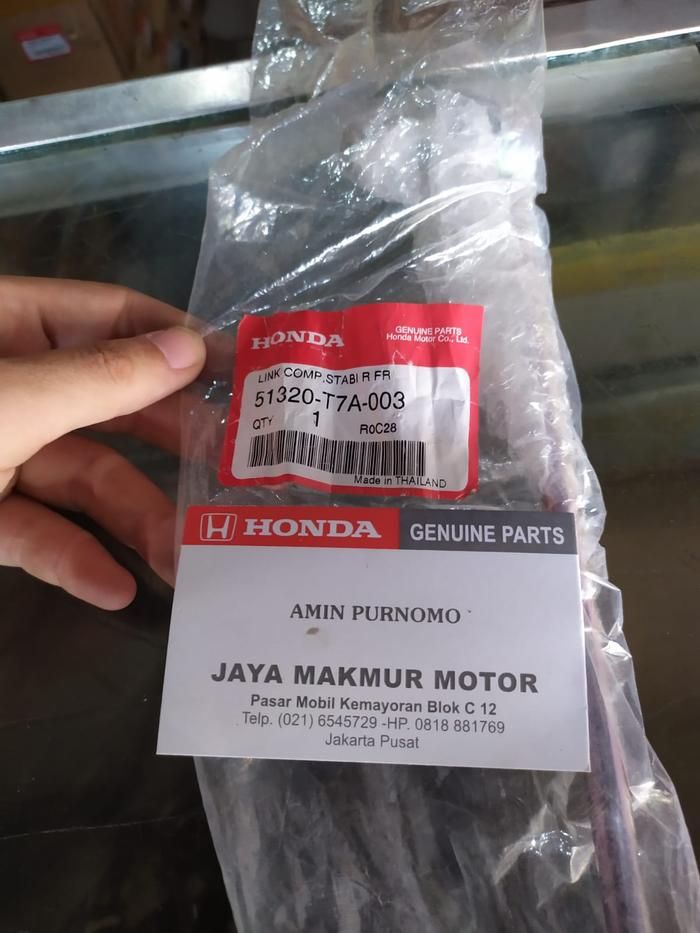 HONDA
GENUINE PARTS
Honda Motor Co., Ltd.
LINK COMP.STABI R FR
51320-T7A-003
QTY 1 R0C28
Made in THAILAND
HONDA GENUINE PARTS
AMIN PURNOMO
JAYA MAKMUR MOTOR
Pasar Mobil Kemayoran Blok C 12
Telp. (021) 6545729 -HP. 0818 881769
Jakarta Pusat